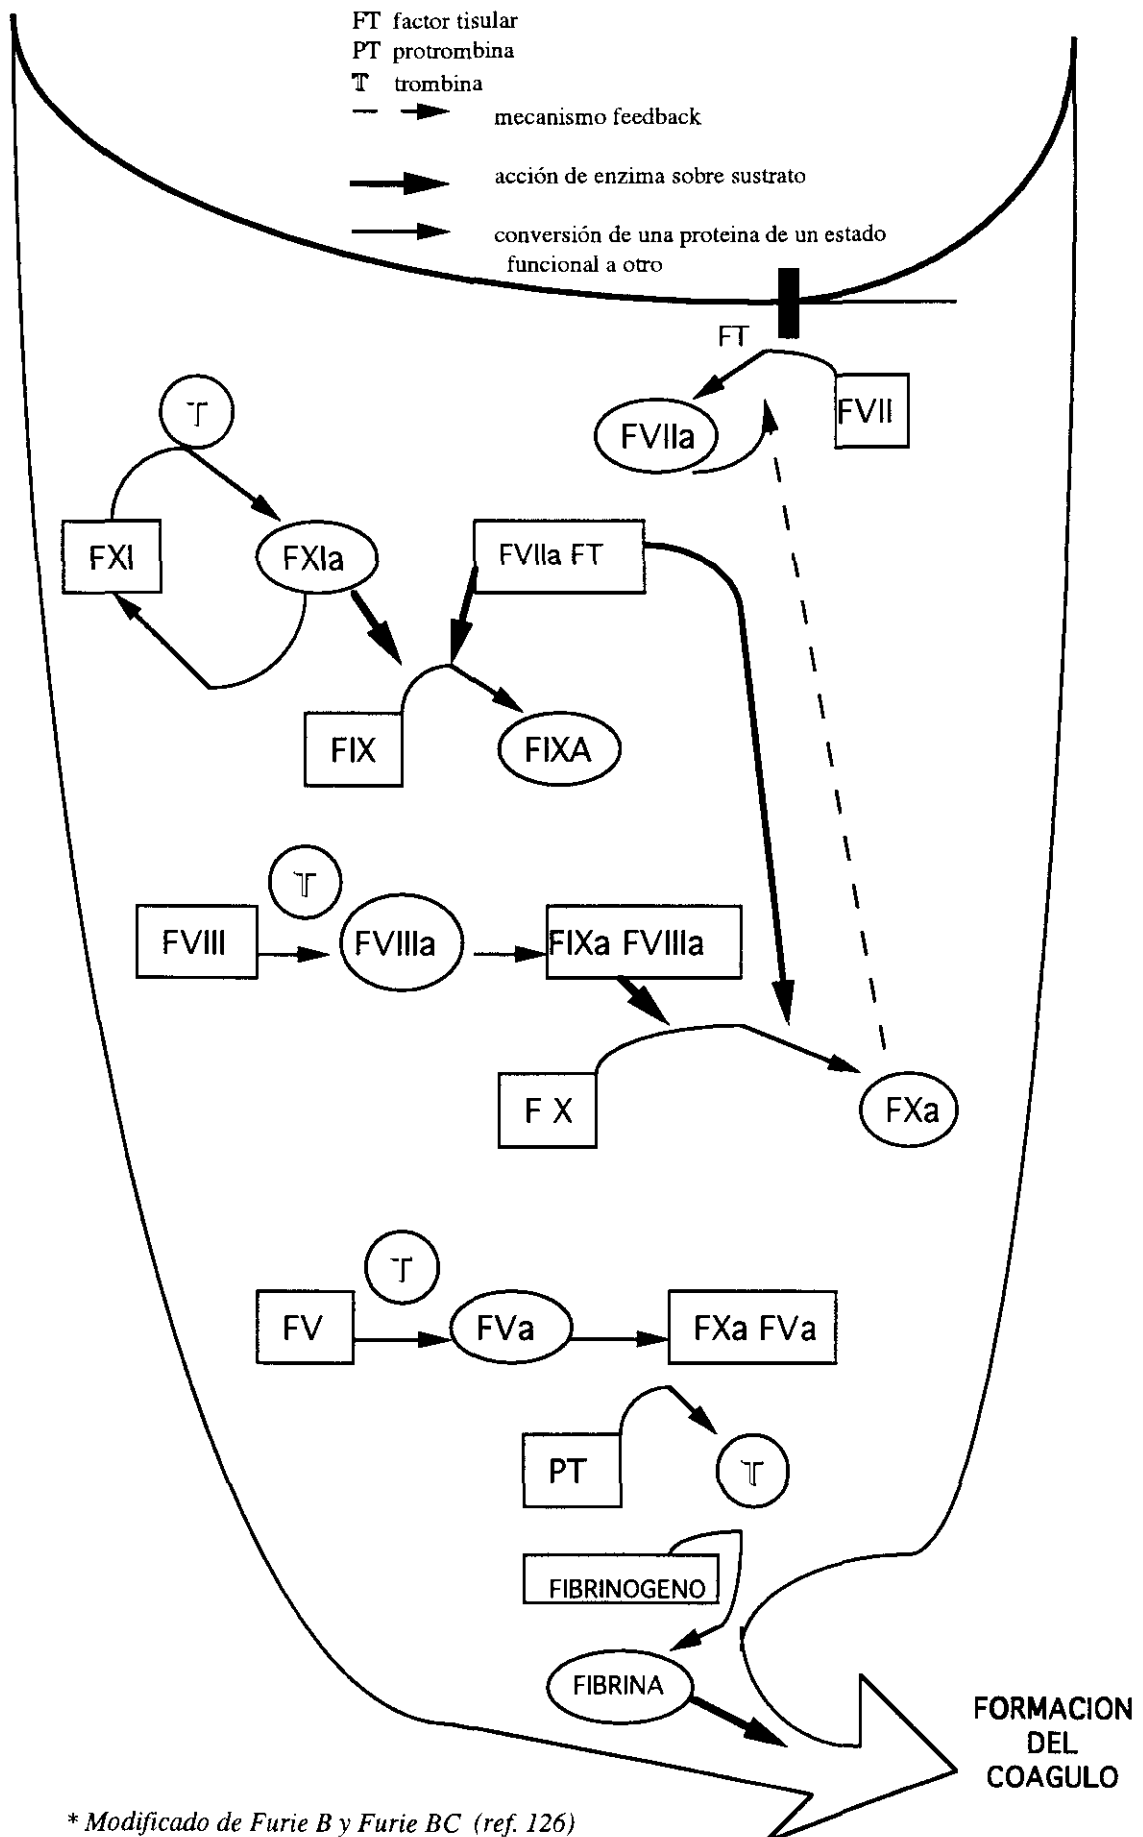 FT factor tisular
PT protrombina
T trombina
mecanismo feedback
acción de enzima sobre sustrato
conversión de una proteina de un estado
funcional a otro
FT
T
FVIIa
FVII
FXI
FXIa
FVIIa FT
FIX
FIXA
T
FVIII
FVIIIa
FIXa FVIIIa
F X
FXa
T
FV
FVa
FXa FVa
PT
T
FIBRINOGENO
FIBRINA
FORMACION
DEL
COAGULO
* Modificado de Furie B y Furie BC (ref. 126)